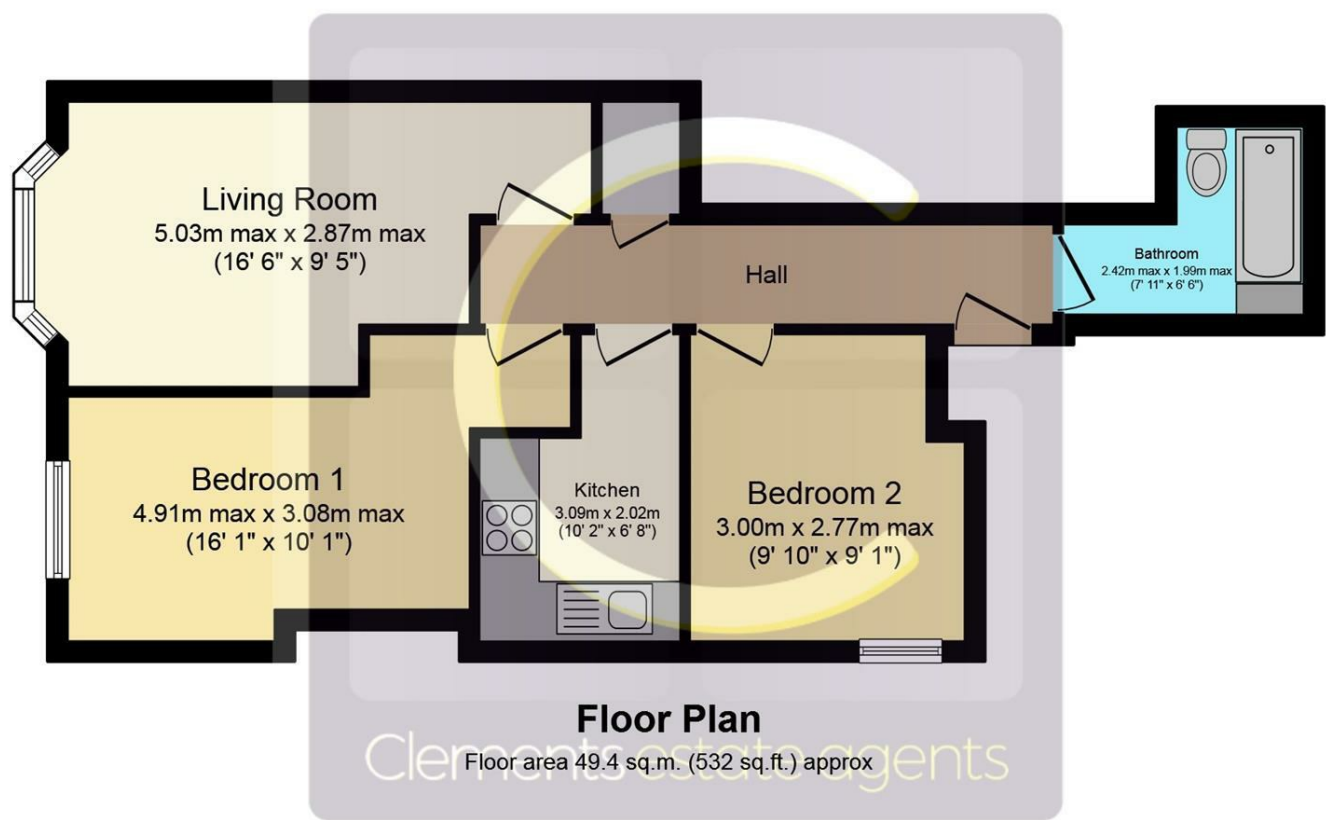 Living Room
5.03m max x 2.87m max
(16' 6" x 9' 5")
Hall
Bathroom
2.42m max x 1.99m max
(7' 11" x 6' 6")
Bedroom 1
4.91m max x 3.08m max
(16' 1" x 10' 1")
Kitchen
3.09m x 2.02m
(10' 2" x 6' 8")
Bedroom 2
3.00m x 2.77m max
(9' 10" x 9' 1")
Floor Plan
Clements estate agents
Floor area 49.4 sq.m. (532 sq.ft.) approx